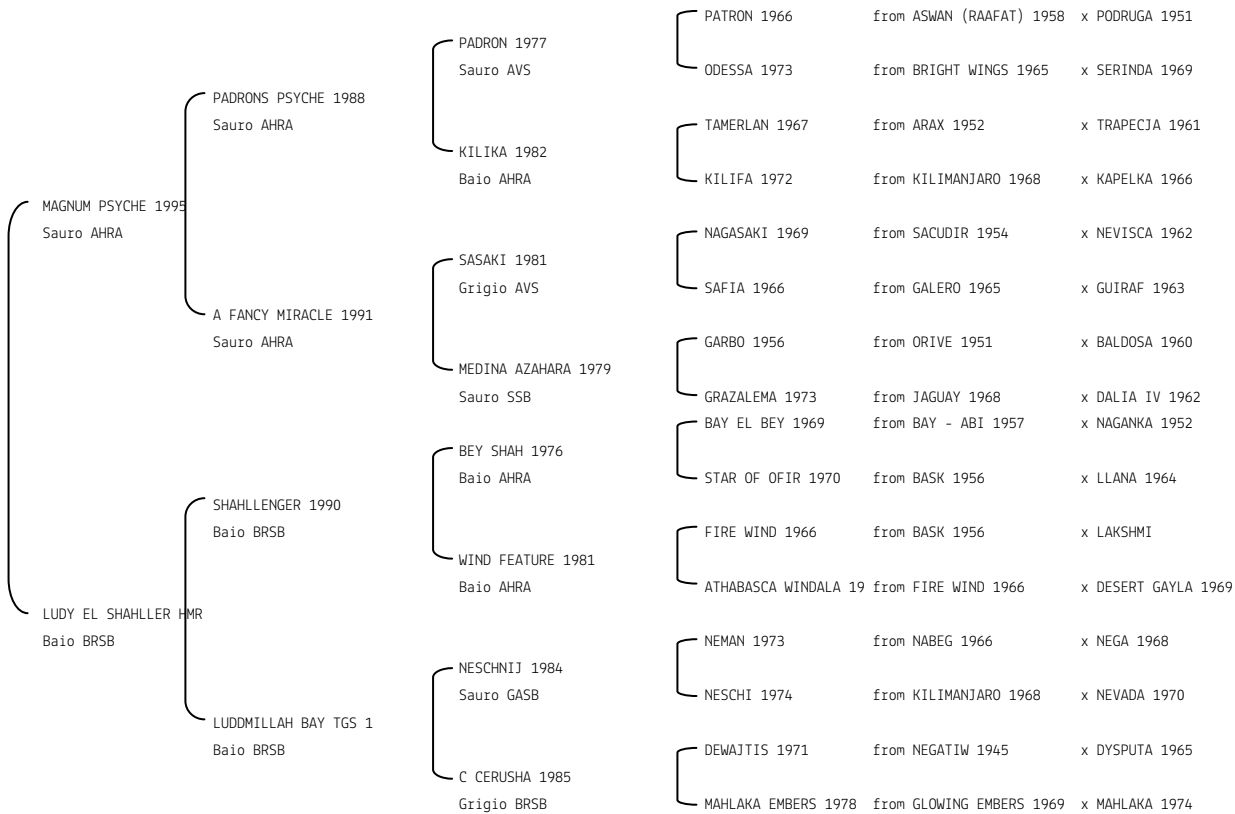 PATRON 1966 from ASWAN (RAAFAT) 1958 x PODRUGA 1951
PADRON 1977
Sauro AVS
ODESSA 1973 from BRIGHT WINGS 1965 x SERINDA 1969
PADRONS PSYCHE 1988
Sauro AHRA
TAMERLAN 1967 from ARAX 1952 x TRAPECJA 1961
KILIKA 1982
Baio AHRA
KILIFA 1972 from KILIMANJARO 1968 x KAPELKA 1966
MAGNUM PSYCHE 1995
Sauro AHRA
NAGASAKI 1969 from SACUDIR 1954 x NEVISCA 1962
SASAKI 1981
Grigio AVS
SAFIA 1966 from GALERO 1965 x GUIRAF 1963
A FANCY MIRACLE 1991
Sauro AHRA
GARBO 1956 from ORIVE 1951 x BALDOSA 1960
MEDINA AZAHARA 1979
Sauro SSB
GRAZALEMA 1973 from JAGUAY 1968 x DALIA IV 1962
BAY EL BEY 1969 from BAY - ABI 1957 x NAGANKA 1952
BEY SHAH 1976
Baio AHRA
STAR OF OFIR 1970 from BASK 1956 x LLANA 1964
SHAHLLENGER 1990
Baio BRSB
FIRE WIND 1966 from BASK 1956 x LAKSHMI
WIND FEATURE 1981
Baio AHRA
ATHABASCA WINDALA 19 from FIRE WIND 1966 x DESERT GAYLA 1969
LUDY EL SHAHLLER HMR
Baio BRSB
NEMAN 1973 from NABEG 1966 x NEGA 1968
NESCHNIJ 1984
Sauro GASB
NESCHI 1974 from KILIMANJARO 1968 x NEVADA 1970
LUDDMILLAH BAY TGS 1
Baio BRSB
DEWAJTIS 1971 from NEGATIW 1945 x DYSPUTA 1965
C CERUSHA 1985
Grigio BRSB
MAHLAKA EMBERS 1978 from GLOWING EMBERS 1969 x MAHLAKA 1974